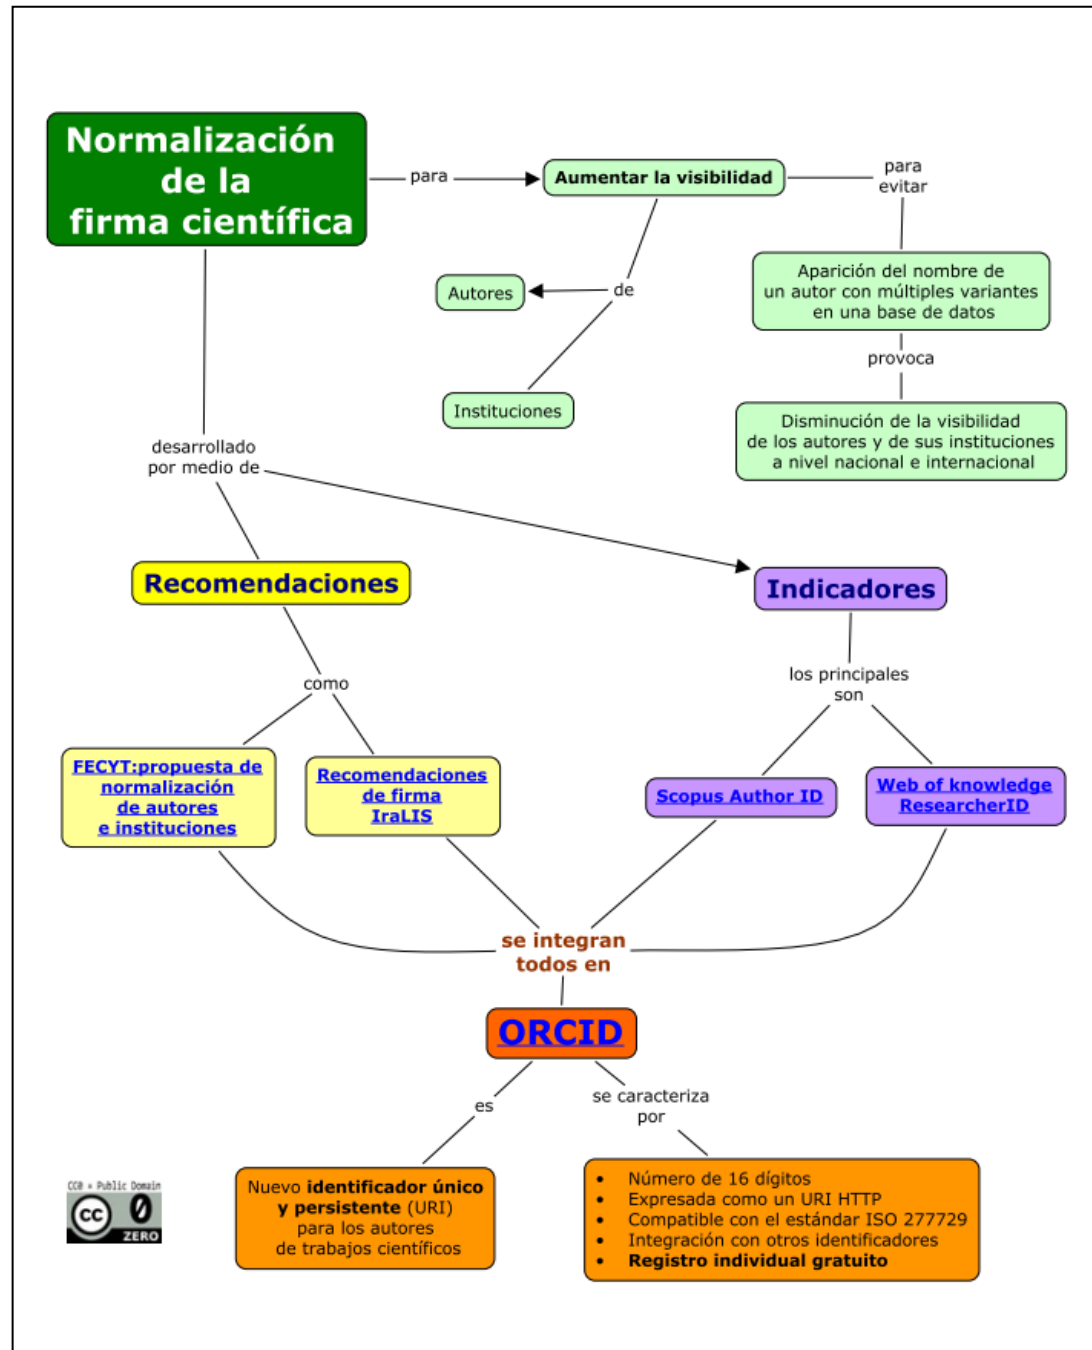 Normalización
de la
firma científica
para
Aumentar la visibilidad
para
evitar
Autores
de
Instituciones
Aparición del nombre de
un autor con múltiples variantes
en una base de datos
provoca
Disminución de la visibilidad
de los autores y de sus instituciones
a nivel nacional e internacional
desarrollado
por medio de
Recomendaciones
Indicadores
como
los principales
son
FECYT:propuesta de
normalización
de autores
e instituciones
Recomendaciones
de firma
IraLIS
Scopus Author ID
Web of knowledge
ResearcherID
se integran
todos en
ORCID
es
se caracteriza
por
Nuevo identificador único
y persistente (URI)
para los autores
de trabajos científicos
• Número de 16 dígitos
• Expresada como un URI HTTP
• Compatible con el estándar ISO 277729
• Integración con otros identificadores
• Registro individual gratuito
CC0 = Public Domain
cc 0
ZERO